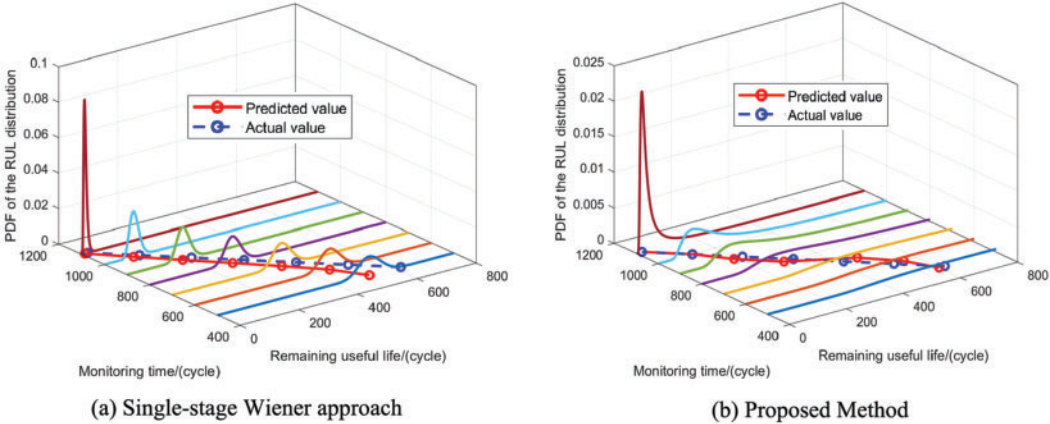 0.1
0.08
0.06
0.04
0.02
0
PDF of the RUL distribution
Predicted value
Actual value
1200
1000
800
600
400
0
200
400
600
800
Monitoring time/(cycle)
Remaining useful life/(cycle)
(a) Single-stage Wiener approach
0.025
0.02
0.015
0.01
0.005
0
PDF of the RUL distribution
Predicted value
Actual value
1200
1000
800
600
400
0
200
400
600
800
Monitoring time/(cycle)
Remaining useful life/(cycle)
(b) Proposed Method